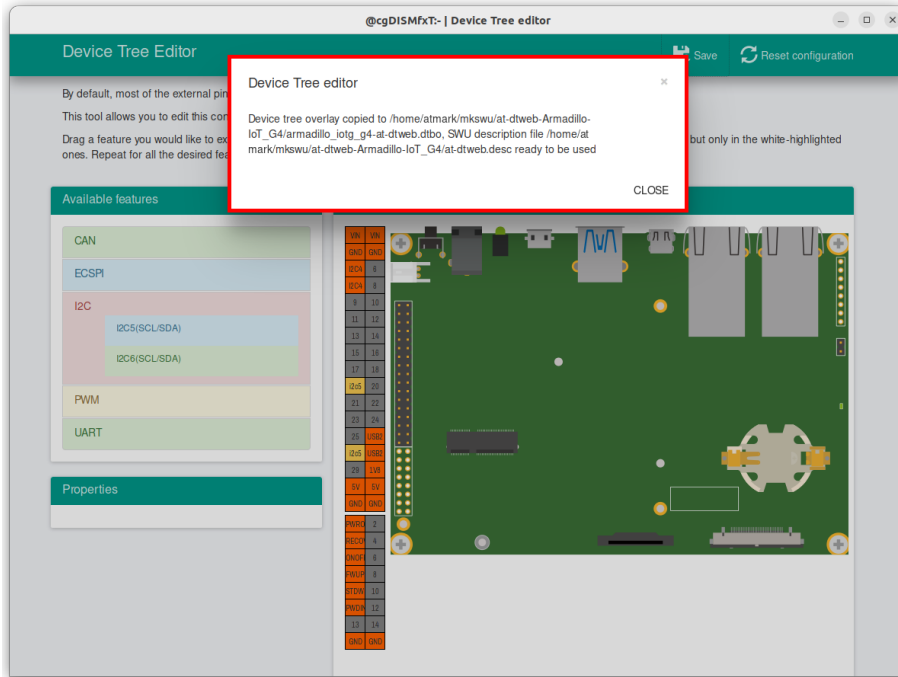 @cgDISMfxT:- | Device Tree editor
Device Tree Editor
Save
Reset configuration
By default, most of the external pin
This tool allows you to edit this con
Drag a feature you would like to ex
but only in the white-highlighted
ones. Repeat for all the desired fea
Device Tree editor
×
Device tree overlay copied to /home/atmark/mkswu/at-dtweb-Armadillo-
IoT_G4/armadillo_iotg_g4-at-dtweb.dtbo, SWU description file /home/at
mark/mkswu/at-dtweb-Armadillo-IoT_G4/at-dtweb.desc ready to be used
CLOSE
Available features
CAN
ECSPI
I2C
I2C5(SCL/SDA)
I2C6(SCL/SDA)
PWM
UART
Properties
VIN VIN
GND GND
I2C4 6
I2C4 8
9 10
11 12
13 14
15 16
17 18
i2c5 20
21 22
23 24
25 USB2
i2c5 USB2
29 1V8
5V 5V
GND GND
PWRO 2
RECO 4
ONOF 6
FWUP 8
STDW 10
PWDIN 12
13 14
GND GND